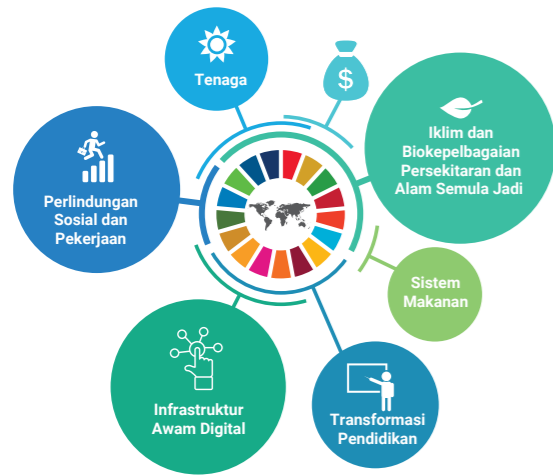 Tenaga
$
Iklim dan
Biokepelbagaian
Persekitaran dan
Alam Semula Jadi
Perlindungan
Sosial dan
Pekerjaan
Sistem
Makanan
Infrastruktur
Awam Digital
Transformasi
Pendidikan